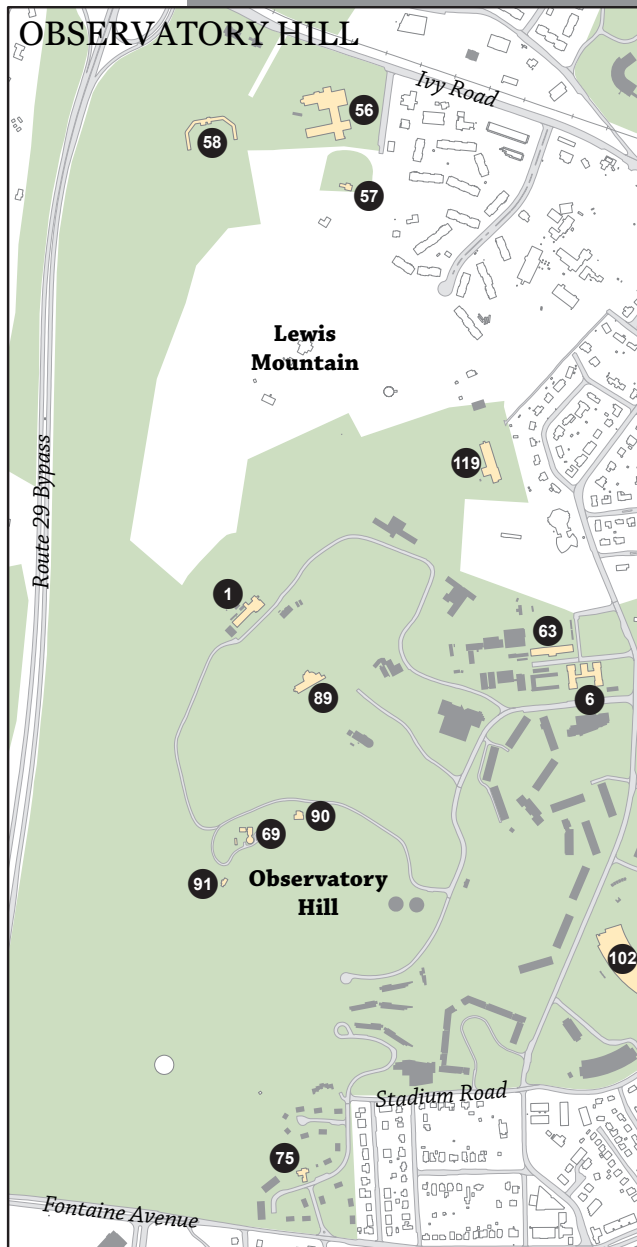 OBSERVATORY HILL
Ivy Road
56
58
57
Lewis
Mountain
119
Route 29 Bypass
1
63
89
6
90
69
91
Observatory
Hill
102
Stadium Road
75
Fontaine Avenue